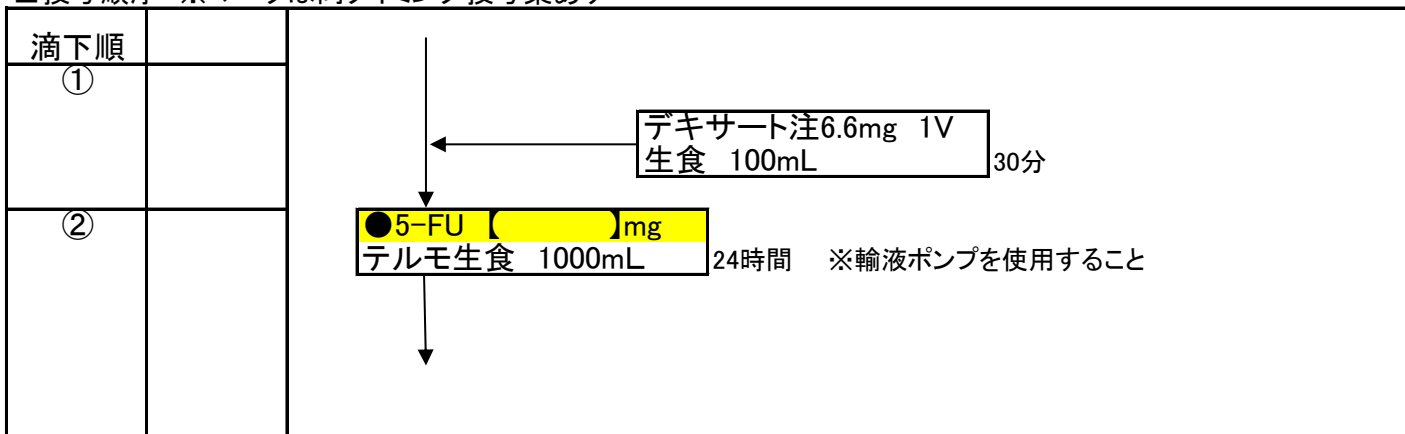 滴下順
①
デキサート注6.6mg 1V
生食 100mL
30分
②
●5-FU 【 】mg
テルモ生食 1000mL
24時間 ※輸液ポンプを使用すること